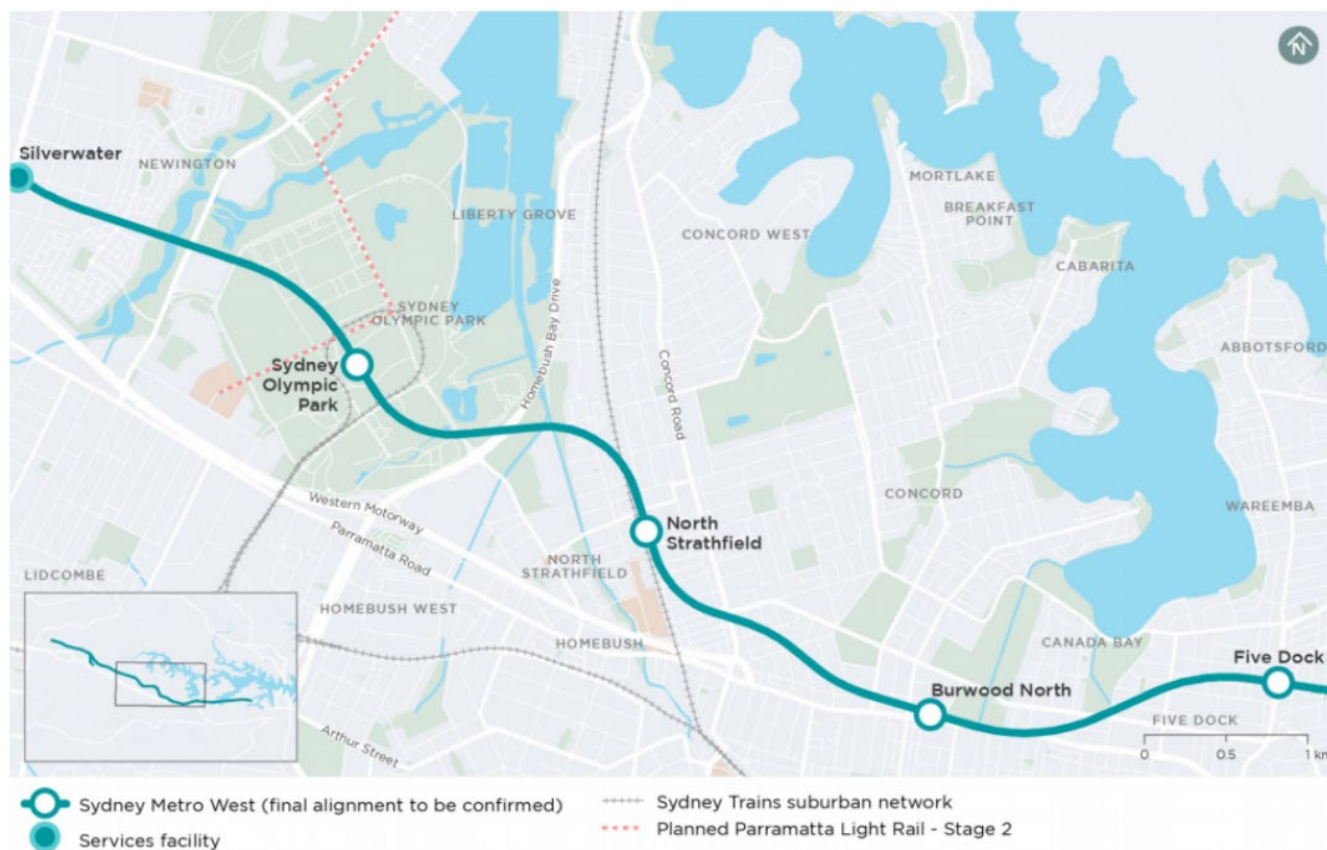 N
Silverwater
NEWINGTON
MORTLAKE
BREAKFAST
POINT
LIBERTY GROVE
CONCORD WEST
CABARITA
SYDNEY
OLYMPIC PARK
Homebush Bay Drive
ABBOTSFORD
Sydney
Olympic
Park
Concord Road
CONCORD
WAREEMBA
Western Motorway
Parramatta Road
North
Strathfield
NORTH
STRATHFIELD
LIDCOMBE
HOMEBUSH WEST
HOMEBUSH
CANADA BAY
Five Dock
Burwood North
FIVE DOCK
Arthur Street
0 0.5 1 km
Sydney Metro West (final alignment to be confirmed)
Services facility
Sydney Trains suburban network
Planned Parramatta Light Rail - Stage 2